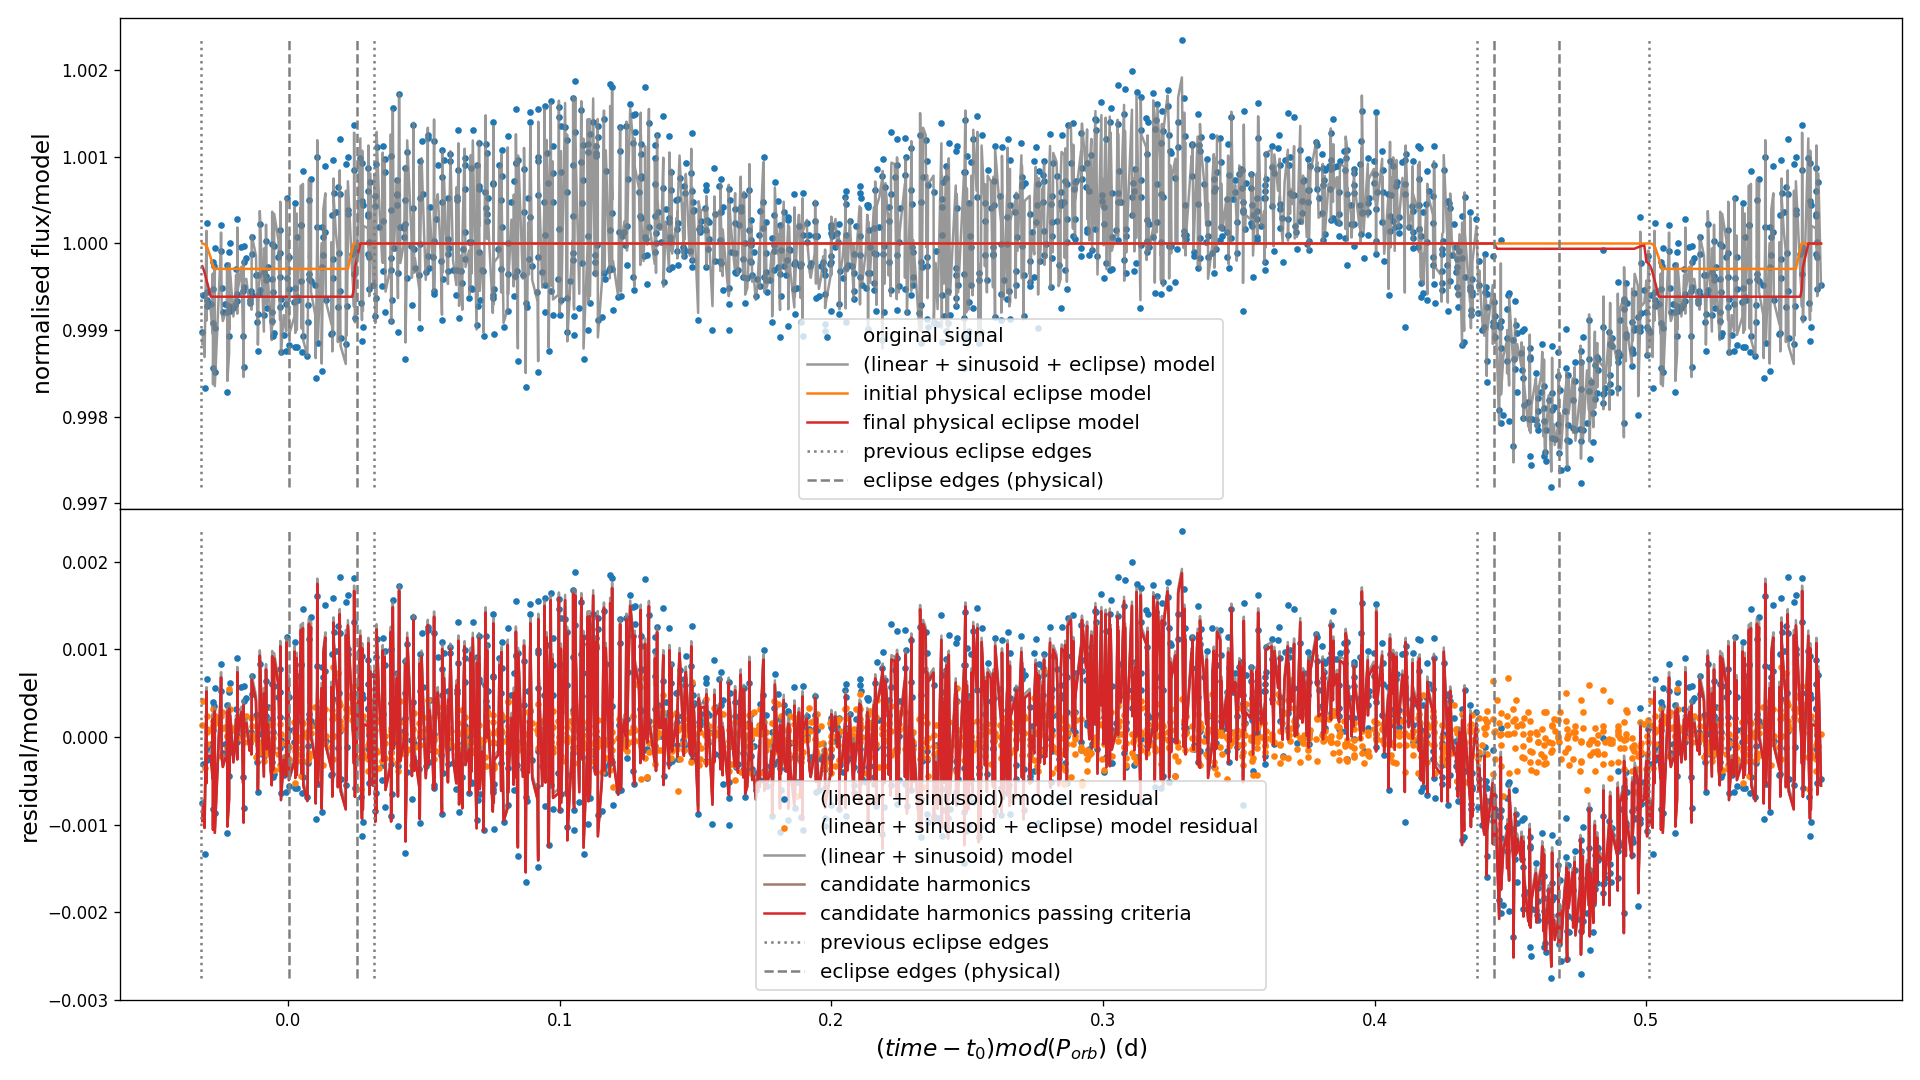 normalised flux/model
1.002
1.001
1.000
0.999
0.998
0.997
original signal
(linear + sinusoid + eclipse) model
initial physical eclipse model
final physical eclipse model
previous eclipse edges
eclipse edges (physical)
residual/model
0.002
0.001
0.000
−0.001
−0.002
−0.003
(linear + sinusoid) model residual
(linear + sinusoid + eclipse) model residual
(linear + sinusoid) model
candidate harmonics
candidate harmonics passing criteria
previous eclipse edges
eclipse edges (physical)
0.0 0.1 0.2 0.3 0.4 0.5
(time − t₀)mod(P_orb) (d)